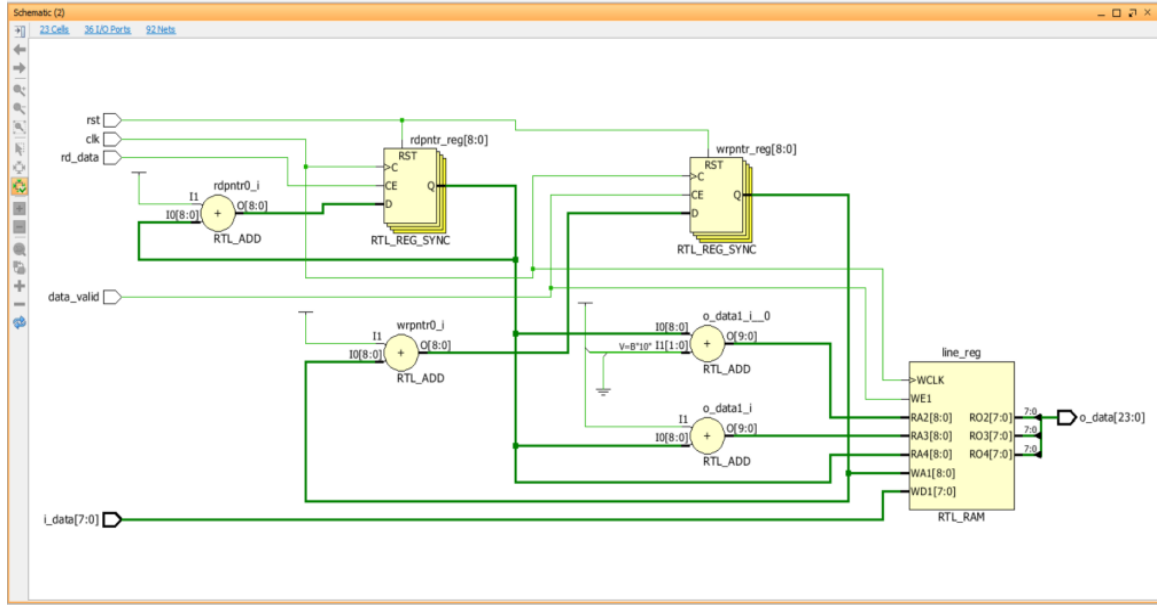 Schematic (2)
23 Cells 36 I/O Ports 92 Nets
rst
clk
rd_data
rdpntr_reg[8:0]
RST
C
CE
D
Q
RTL_REG_SYNC
wrpntr_reg[8:0]
RST
C
CE
D
Q
RTL_REG_SYNC
rdpntr0_i
I1
I0[8:0]
+
O[8:0]
RTL_ADD
data_valid
wrpntr0_i
I1
I0[8:0]
+
O[8:0]
RTL_ADD
o_data1_i__0
I0[8:0]
V=B"10" I1[1:0]
+
O[9:0]
RTL_ADD
o_data1_i
I1
I0[8:0]
+
O[9:0]
RTL_ADD
line_reg
WCLK
WE1
RA2[8:0] RO2[7:0] 7:0
RA3[8:0] RO3[7:0] 7:0
RA4[8:0] RO4[7:0] 7:0
WA1[8:0]
WD1[7:0]
RTL_RAM
o_data[23:0]
i_data[7:0]